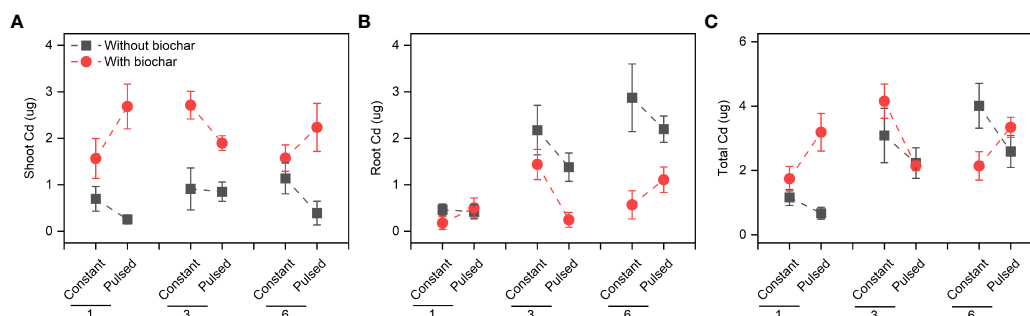 A
B
C
Without biochar
With biochar
Shoot Cd (ug)
4
3
2
1
0
Constant
Pulsed
Constant
Pulsed
Constant
Pulsed
1
3
6
Root Cd (ug)
4
3
2
1
0
Constant
Pulsed
Constant
Pulsed
Constant
Pulsed
1
3
6
Total Cd (ug)
6
4
2
0
Constant
Pulsed
Constant
Pulsed
Constant
Pulsed
1
3
6